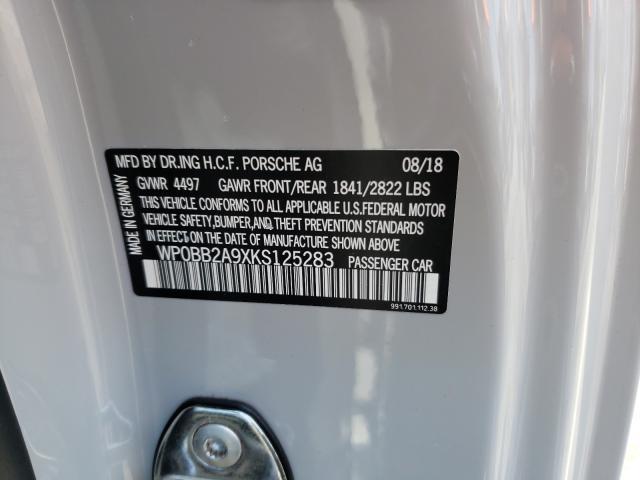 MFD BY DR.ING H.C.F. PORSCHE AG 08/18
MADE IN GERMANY
GVWR 4497 GAWR FRONT/REAR 1841/2822 LBS
THIS VEHICLE CONFORMS TO ALL APPLICABLE U.S.FEDERAL MOTOR
VEHICLE SAFETY,BUMPER,AND THEFT PREVENTION STANDARDS
IN EFFECT ON THE DATE OF MANUFACTURE SHOWN ABOVE
WP0BB2A9XKS125283 PASSENGER CAR
991.701.112.38